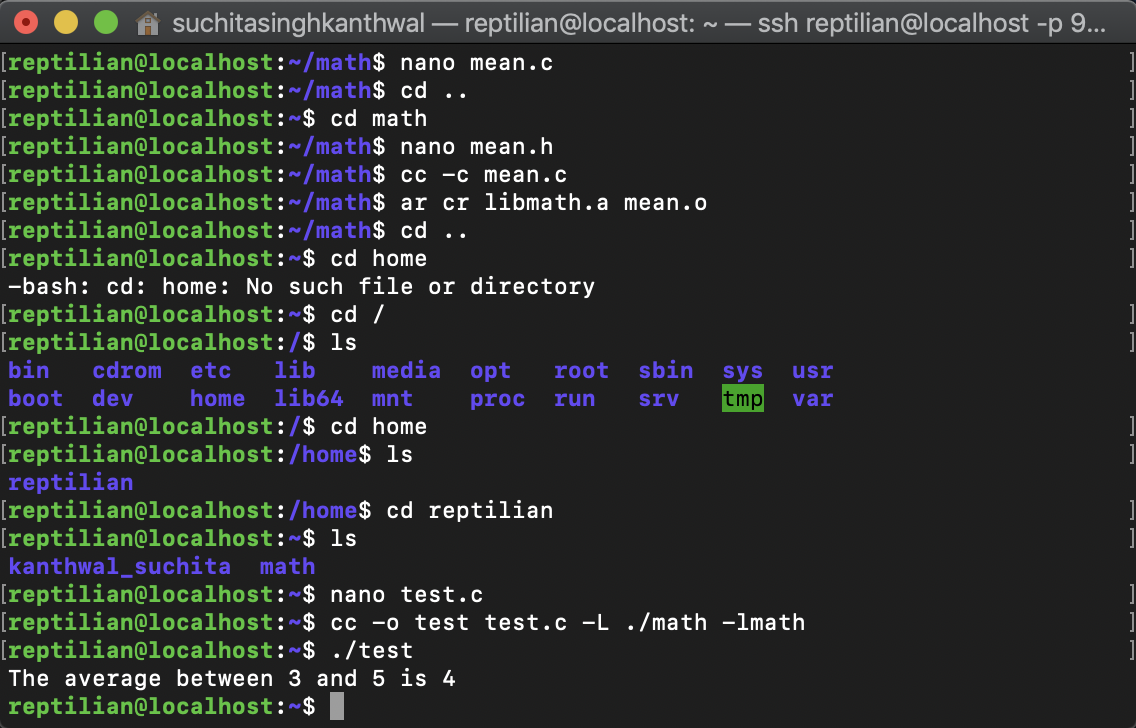 suchitasinghkanthwal — reptilian@localhost: ~ — ssh reptilian@localhost -p 9...
[reptilian@localhost:~/math$ nano mean.c ]
[reptilian@localhost:~/math$ cd .. ]
[reptilian@localhost:~$ cd math ]
[reptilian@localhost:~/math$ nano mean.h ]
[reptilian@localhost:~/math$ cc -c mean.c ]
[reptilian@localhost:~/math$ ar cr libmath.a mean.o ]
[reptilian@localhost:~/math$ cd .. ]
[reptilian@localhost:~$ cd home ]
-bash: cd: home: No such file or directory
[reptilian@localhost:~$ cd / ]
[reptilian@localhost:/$ ls ]
bin cdrom etc lib media opt root sbin sys usr
boot dev home lib64 mnt proc run srv tmp var
[reptilian@localhost:/$ cd home ]
[reptilian@localhost:/home$ ls ]
reptilian
[reptilian@localhost:/home$ cd reptilian ]
[reptilian@localhost:~$ ls ]
kanthwal_suchita math
[reptilian@localhost:~$ nano test.c ]
[reptilian@localhost:~$ cc -o test test.c -L ./math -lmath ]
[reptilian@localhost:~$ ./test ]
The average between 3 and 5 is 4
reptilian@localhost:~$